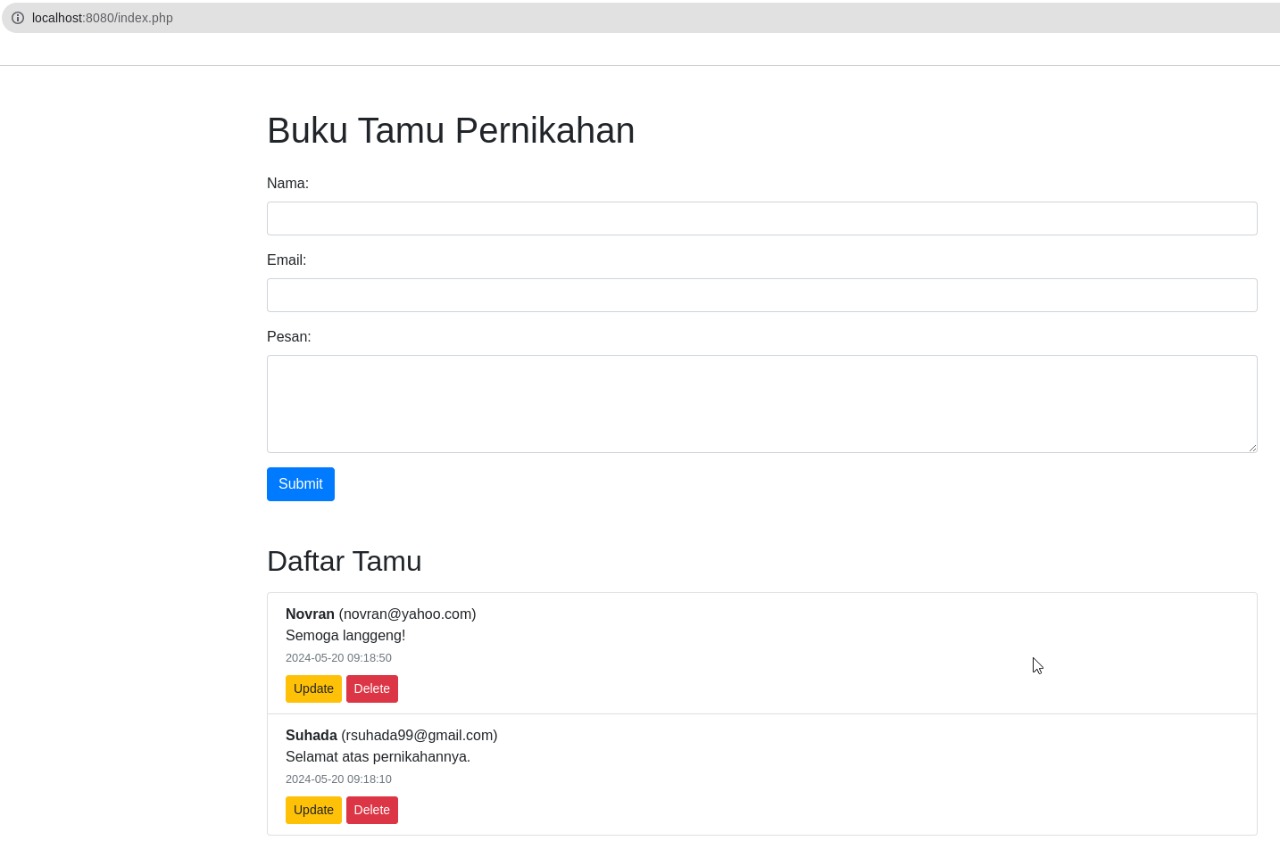 localhost:8080/index.php
Buku Tamu Pernikahan
Nama:
Email:
Pesan:
Submit
Daftar Tamu
Novran (novran@yahoo.com)
Semoga langgeng!
2024-05-20 09:18:50
Update Delete
Suhada (rsuhada99@gmail.com)
Selamat atas pernikahannya.
2024-05-20 09:18:10
Update Delete